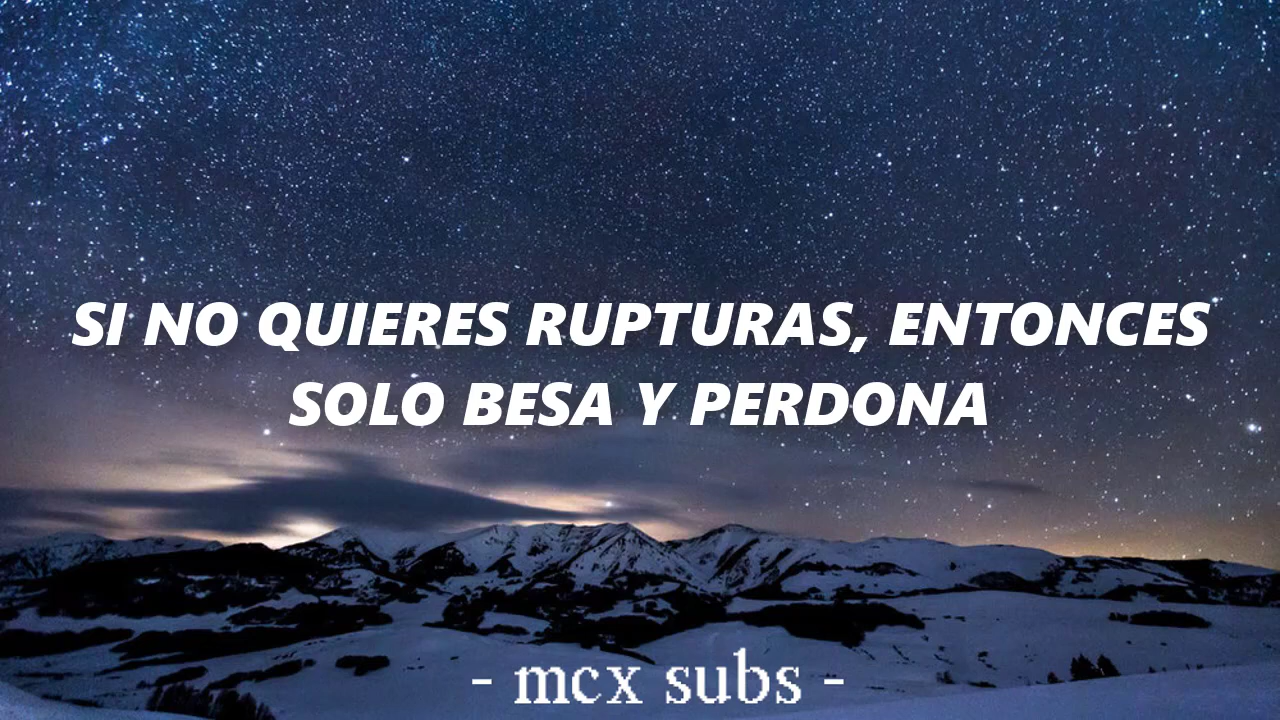 SI NO QUIERES RUPTURAS, ENTONCES
SOLO BESA Y PERDONA
- mcx subs -